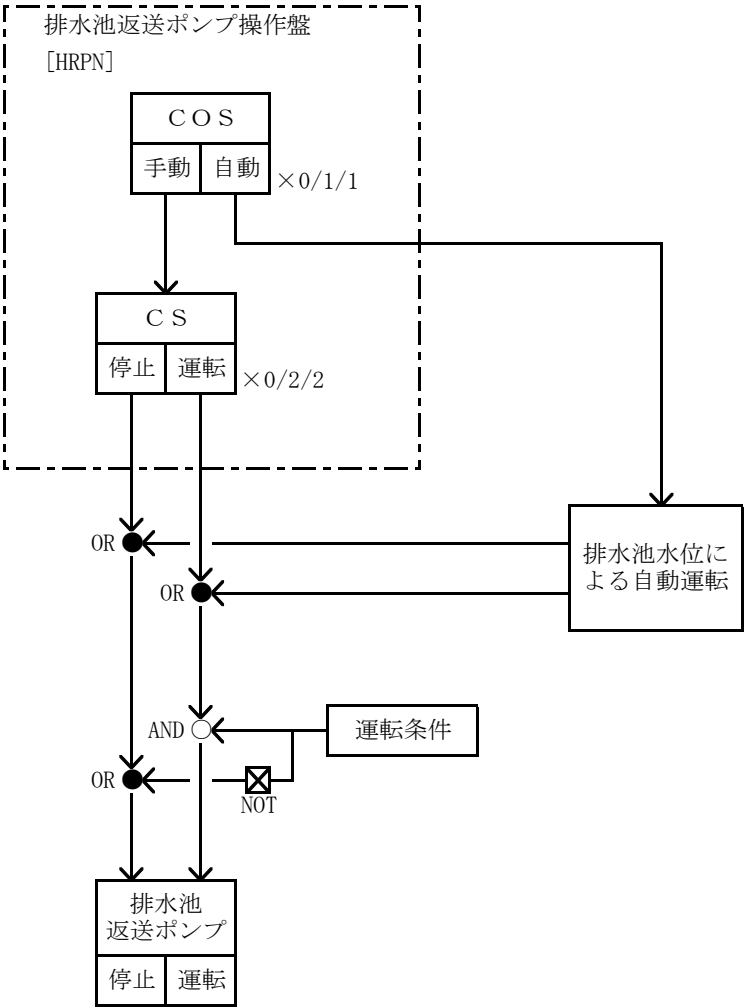 排水池返送ポンプ操作盤
[HRPN]
ＣＯＳ
手動 自動 ×0/1/1
ＣＳ
停止 運転 ×0/2/2
OR
排水池水位に
よる自動運転
OR
AND 運転条件
OR
NOT
排水池
返送ポンプ
停止 運転